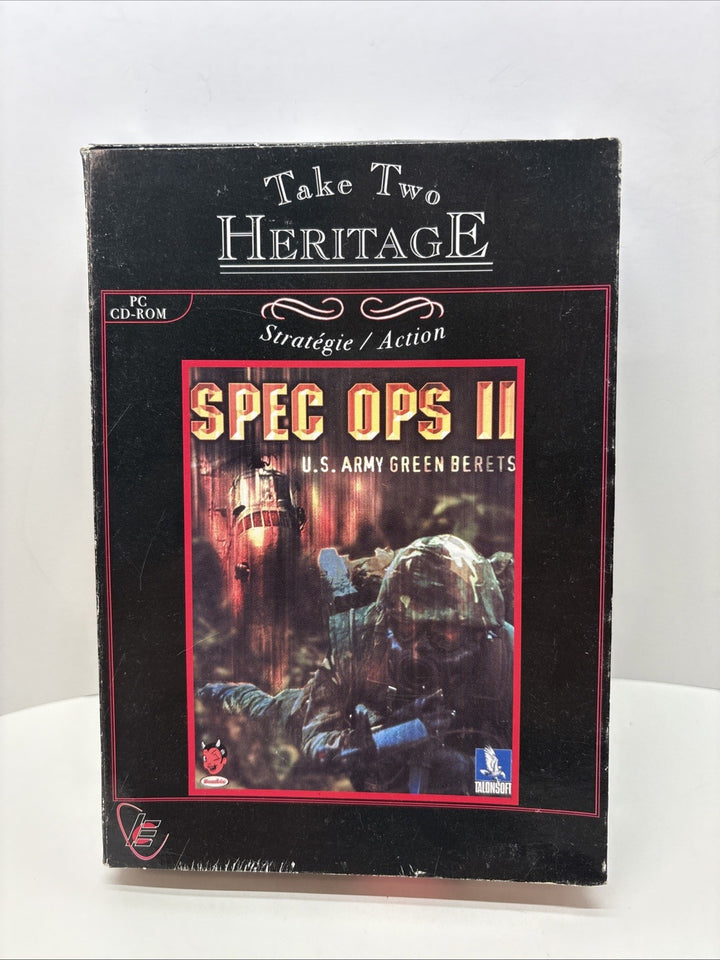 Take Two
HERITAGE
PC
CD-ROM
Stratégie / Action
SPEC OPS II
U.S. ARMY GREEN BERETS
TALONSOFT